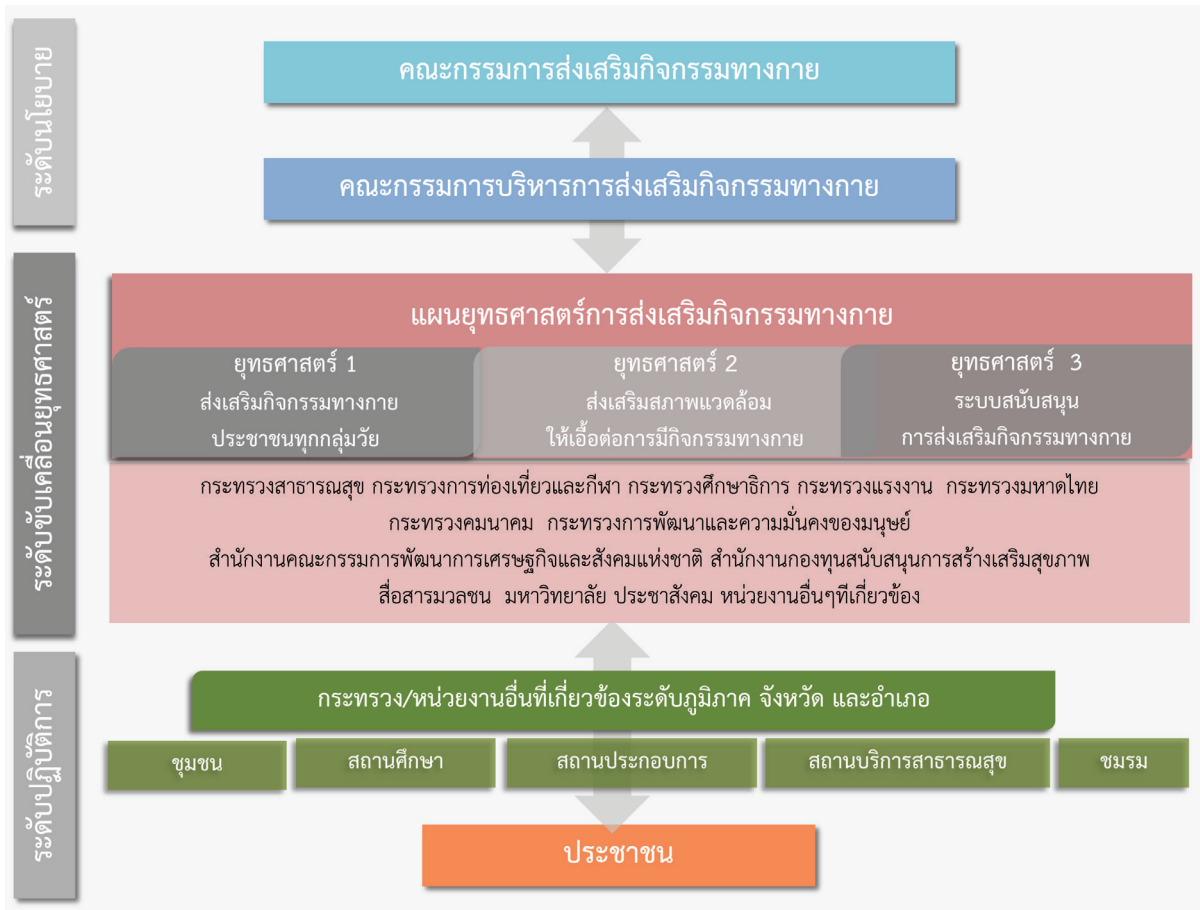 ระดับนโยบาย
คณะกรรมการส่งเสริมกิจกรรมทางกาย
คณะกรรมการบริหารการส่งเสริมกิจกรรมทางกาย
ระดับขับเคลื่อนยุทธศาสตร์
แผนยุทธศาสตร์การส่งเสริมกิจกรรมทางกาย
ยุทธศาสตร์ 1
ส่งเสริมกิจกรรมทางกาย
ประชาชนทุกกลุ่มวัย
ยุทธศาสตร์ 2
ส่งเสริมสภาพแวดล้อม
ให้เอื้อต่อการมีกิจกรรมทางกาย
ยุทธศาสตร์ 3
ระบบสนับสนุน
การส่งเสริมกิจกรรมทางกาย
กระทรวงสาธารณสุข กระทรวงการท่องเที่ยวและกีฬา กระทรวงศึกษาธิการ กระทรวงแรงงาน กระทรวงมหาดไทย
กระทรวงคมนาคม กระทรวงการพัฒนาและความมั่นคงของมนุษย์
สำนักงานคณะกรรมการพัฒนาการเศรษฐกิจและสังคมแห่งชาติ สำนักงานกองทุนสนับสนุนการสร้างเสริมสุขภาพ
สื่อสารมวลชน มหาวิทยาลัย ประชาสังคม หน่วยงานอื่นๆที่เกี่ยวข้อง
ระดับปฏิบัติการ
กระทรวง/หน่วยงานอื่นที่เกี่ยวข้องระดับภูมิภาค จังหวัด และอำเภอ
ชุมชน
สถานศึกษา
สถานประกอบการ
สถานบริการสาธารณสุข
ชมรม
ประชาชน